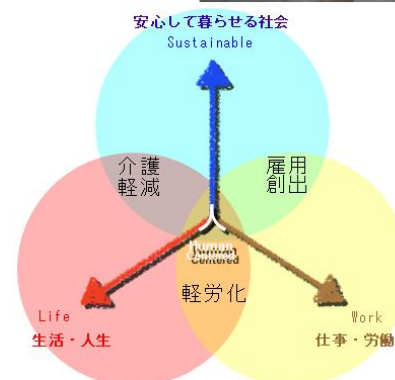 安心して暮らせる社会
Sustainable
介護
軽減
雇用
創出
人
Human
Centered
軽労化
Life
生活・人生
Work
仕事・労働